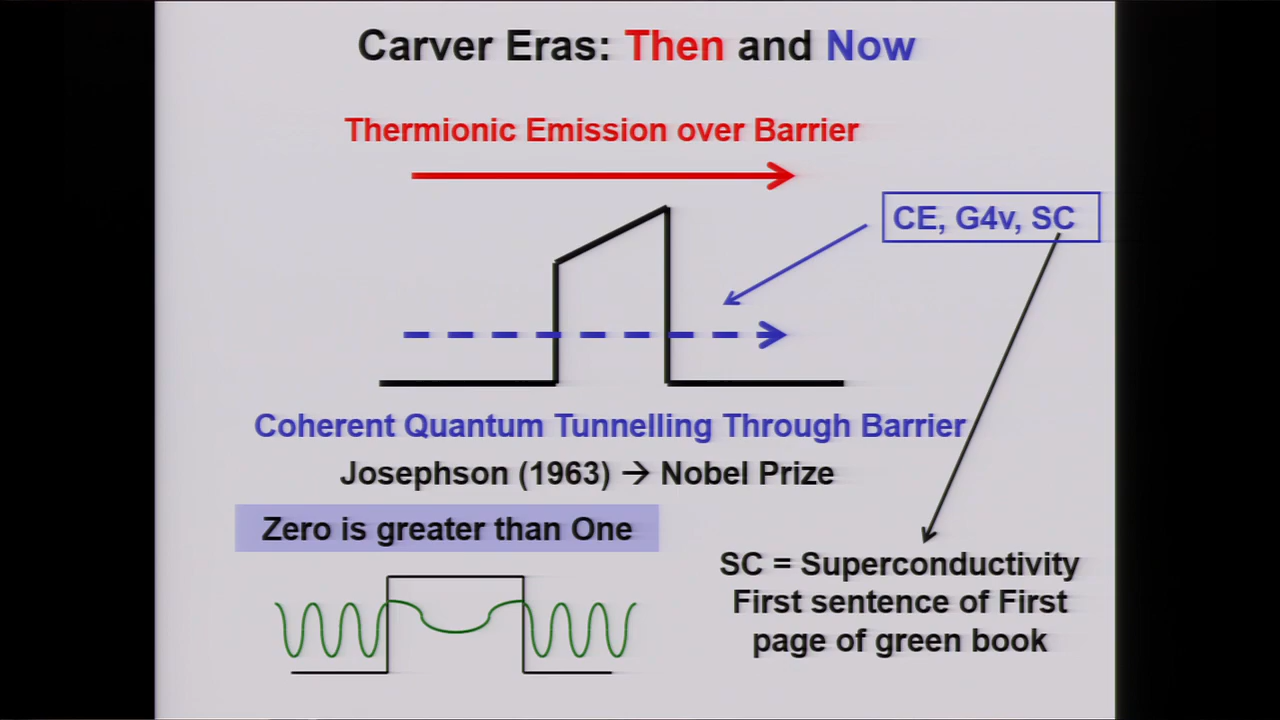 Carver Eras: Then and Now
Thermionic Emission over Barrier
CE, G4v, SC
Coherent Quantum Tunnelling Through Barrier
Josephson (1963) → Nobel Prize
Zero is greater than One
SC = Superconductivity
First sentence of First
page of green book